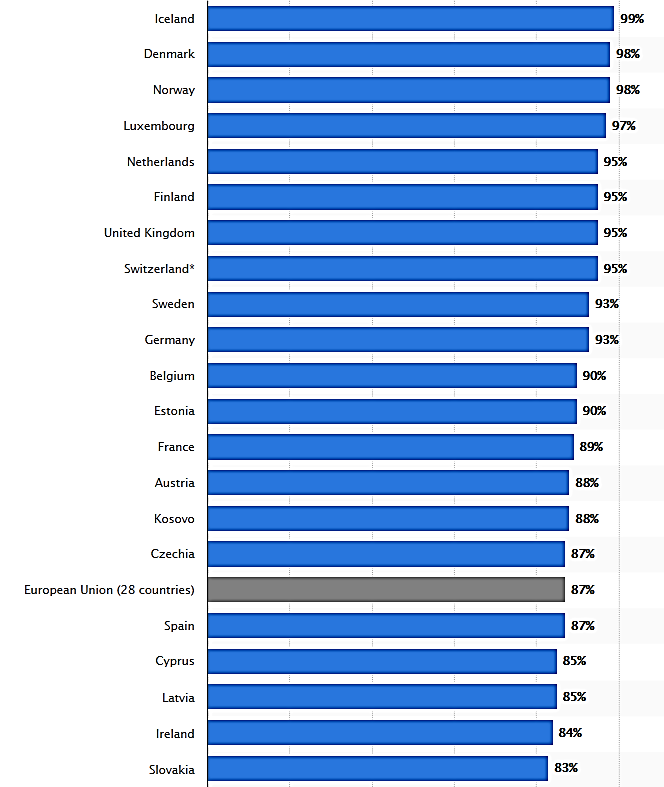 Iceland 99%
Denmark 98%
Norway 98%
Luxembourg 97%
Netherlands 95%
Finland 95%
United Kingdom 95%
Switzerland* 95%
Sweden 93%
Germany 93%
Belgium 90%
Estonia 90%
France 89%
Austria 88%
Kosovo 88%
Czechia 87%
European Union (28 countries) 87%
Spain 87%
Cyprus 85%
Latvia 85%
Ireland 84%
Slovakia 83%